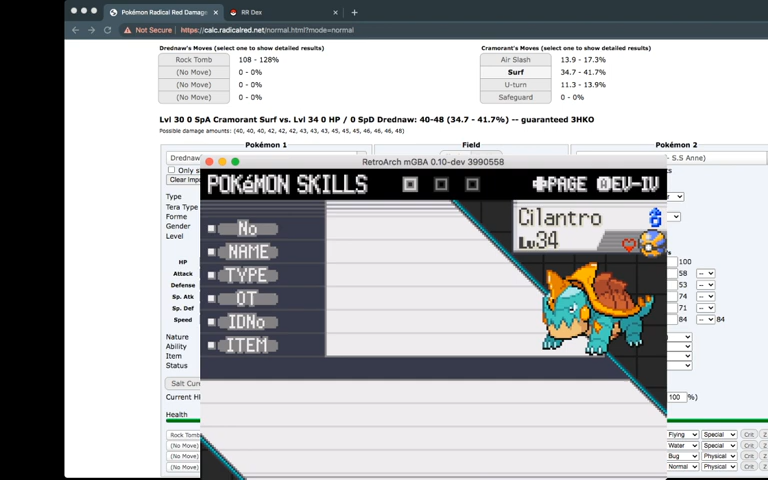 Pokémon Radical Red Damage
RR Dex
Not Secure
https://calc.radicalred.net/normal.html?mode=normal
Drednaw's Moves (select one to show detailed results)
Rock Tomb 108 - 128%
(No Move) 0 - 0%
(No Move) 0 - 0%
(No Move) 0 - 0%
Cramorant's Moves (select one to show detailed results)
Air Slash 13.9 - 17.3%
Surf 34.7 - 41.7%
U-turn 11.3 - 13.9%
Safeguard 0 - 0%
Lvl 30 0 SpA Cramorant Surf vs. Lvl 34 0 HP / 0 SpD Drednaw: 40-48 (34.7 - 41.7%) -- guaranteed 3HKO
Possible damage amounts: (40, 40, 40, 42, 42, 42, 43, 43, 43, 45, 45, 45, 46, 46, 46, 48)
Pokémon 1
Field
Pokémon 2
Drednaw
- S.S Anne)
Only s
Clear Imp
RetroArch mGBA 0.10-dev 3990558
POKéMON SKILLS
PAGE
EV-IV
Type
Tera Type
Forme
Gender
Level
HP
Attack
Defense
Sp. Atk
Sp. Def
Speed
Nature
Ability
Item
Status
Salt Cure
Current HP
Health
No
NAME
TYPE
OT
IDNo
ITEM
Cilantro
Lv34
100
58 --
53 --
74 --
71 --
84 -- 84
100 %)
Rock Tomb
(No Move)
(No Move)
(No Move)
Flying Special Crit Z
Water Special Crit Z
Bug Physical Crit Z
Normal Physical Crit Z